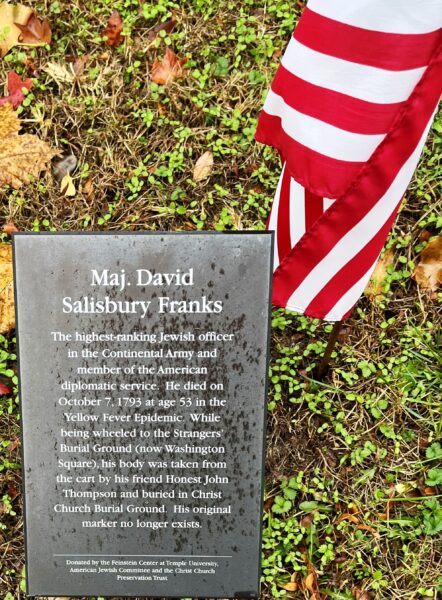 Maj. David
Salisbury Franks
The highest-ranking Jewish officer
in the Continental Army and
member of the American
diplomatic service. He died on
October 7, 1793 at age 53 in the
Yellow Fever Epidemic. While
being wheeled to the Strangers'
Burial Ground (now Washington
Square), his body was taken from
the cart by his friend Honest John
Thompson and buried in Christ
Church Burial Ground. His original
marker no longer exists.
Donated by the Feinstein Center at Temple University,
American Jewish Committee and the Christ Church
Preservation Trust